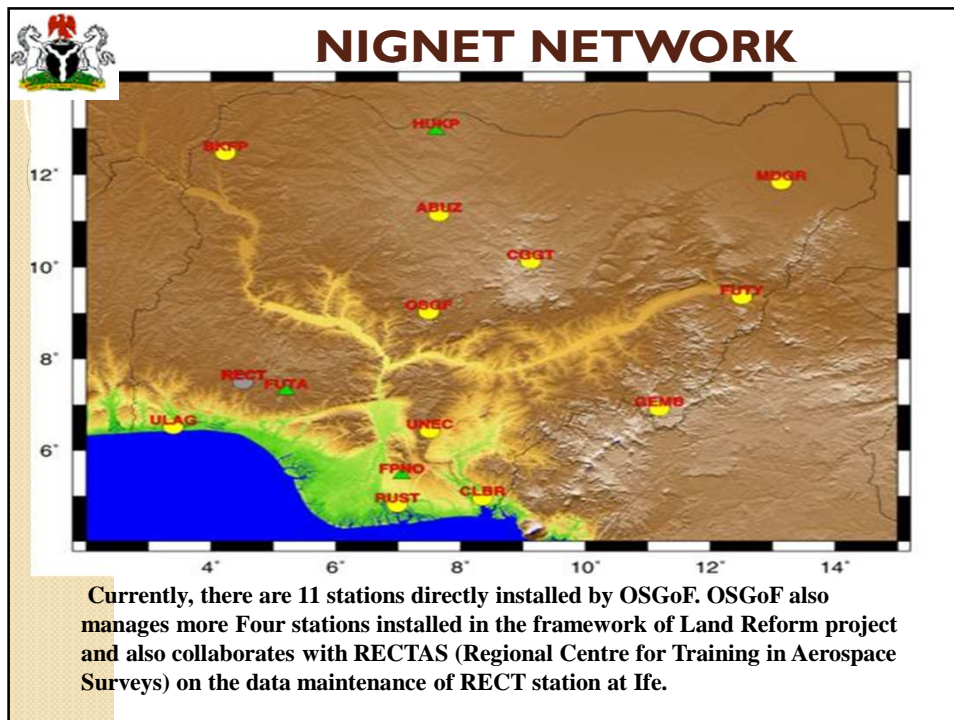 NIGNET NETWORK
HUKP
BKFP
12°
MDGR
ABUZ
CGGT
10°
FUTY
OSGF
8°
RECT
FUTA
GEMB
ULAG
UNEC
6°
FPNO
CLBR
RUST
4° 6° 8° 10° 12° 14°
Currently, there are 11 stations directly installed by OSGoF. OSGoF also
manages more Four stations installed in the framework of Land Reform project
and also collaborates with RECTAS (Regional Centre for Training in Aerospace
Surveys) on the data maintenance of RECT station at Ife.